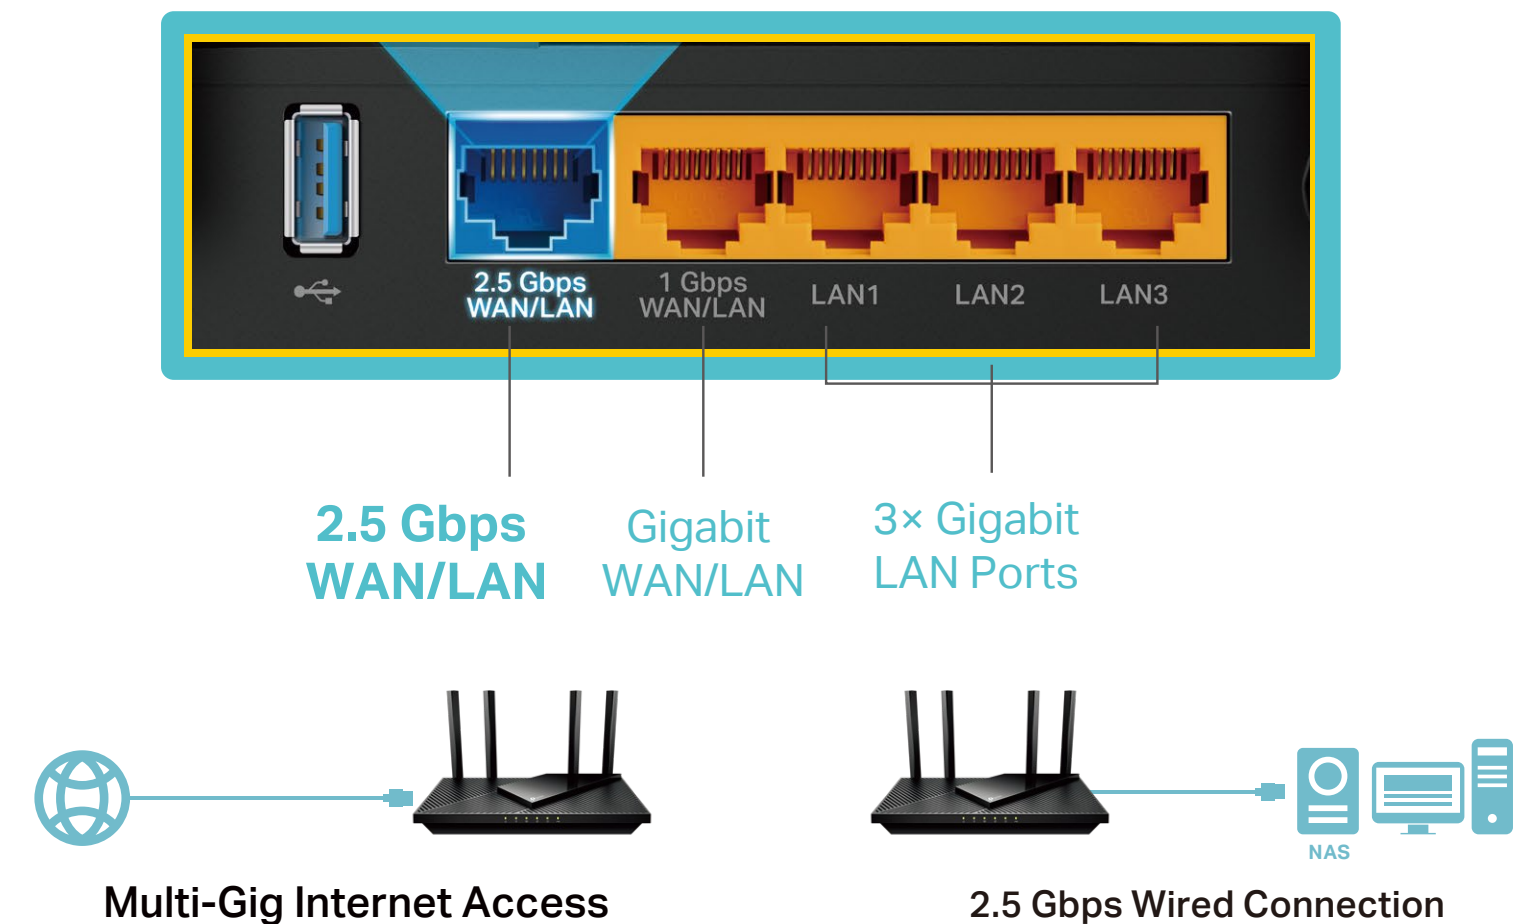 2.5 Gbps
WAN/LAN
1 Gbps
WAN/LAN
LAN1
LAN2
LAN3
2.5 Gbps
WAN/LAN
Gigabit
WAN/LAN
3× Gigabit
LAN Ports
NAS
Multi-Gig Internet Access
2.5 Gbps Wired Connection